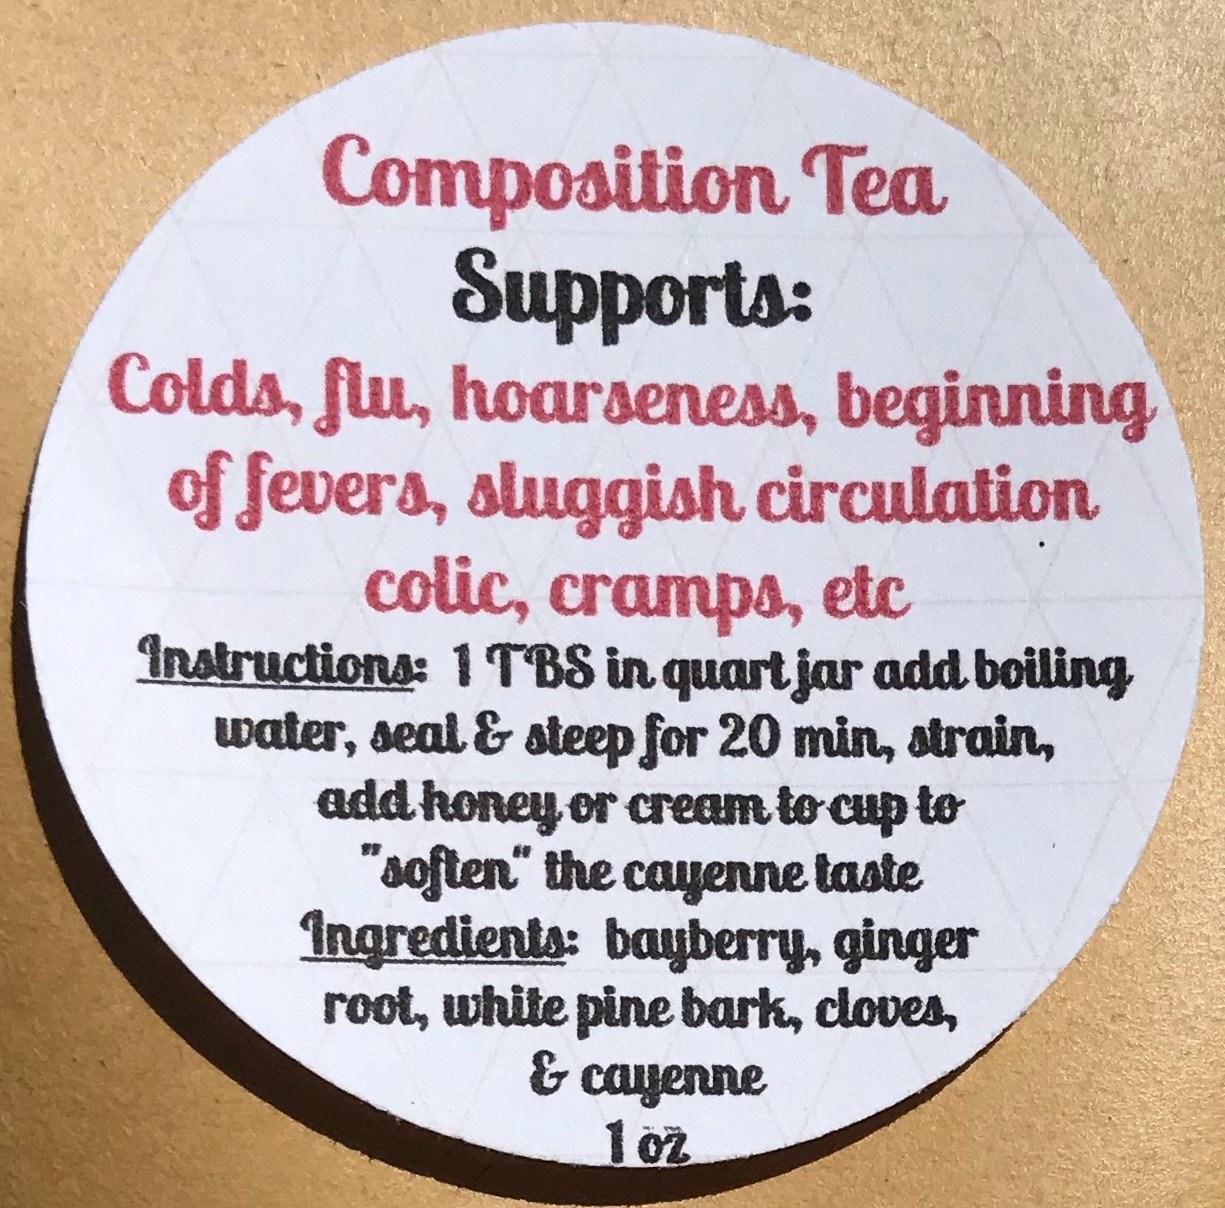 Composition Tea
Supports:
Colds, flu, hoarseness, beginning
of fevers, sluggish circulation
colic, cramps, etc
Instructions: 1 TBS in quart jar add boiling
water, seal & steep for 20 min, strain,
add honey or cream to cup to
"soften" the cayenne taste
Ingredients: bayberry, ginger
root, white pine bark, cloves,
& cayenne
1 oz